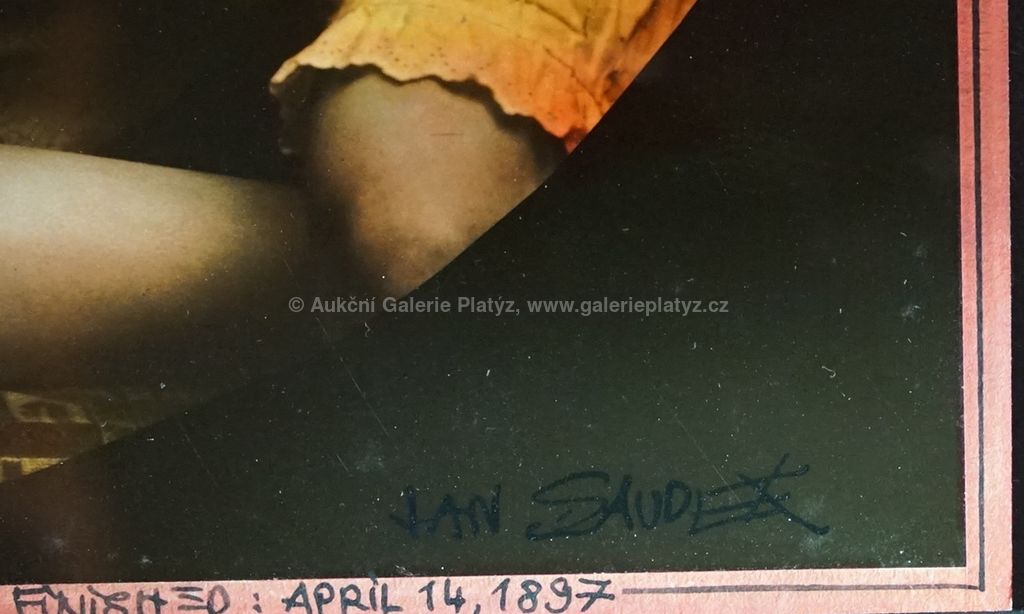 © Aukční Galerie Platýz, www.galerieplatyz.cz
JAN SAUDEK
FINISHED : APRIL 14, 1897